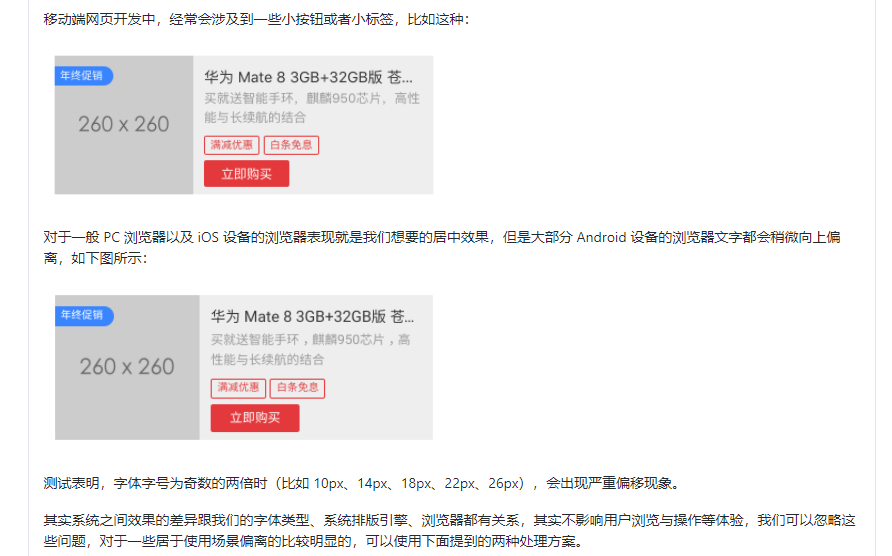 移动端网页开发中，经常会涉及到一些小按钮或者小标签，比如这种：
年终促销
260 x 260
华为 Mate 8 3GB+32GB版 苍...
买就送智能手环，麒麟950芯片，高性
能与长续航的结合
满减优惠 白条免息
立即购买
对于一般 PC 浏览器以及 iOS 设备的浏览器表现就是我们想要的居中效果，但是大部分 Android 设备的浏览器文字都会稍微向上偏
离，如下图所示：
年终促销
260 x 260
华为 Mate 8 3GB+32GB版 苍...
买就送智能手环，麒麟950芯片，高
性能与长续航的结合
满减优惠 白条免息
立即购买
测试表明，字体字号为奇数的两倍时（比如 10px、14px、18px、22px、26px），会出现严重偏移现象。
其实系统之间效果的差异跟我们的字体类型、系统排版引擎、浏览器都有关系，其实不影响用户浏览与操作等体验，我们可以忽略这
些问题，对于一些居于使用场景偏离的比较明显的，可以使用下面提到的两种处理方案。